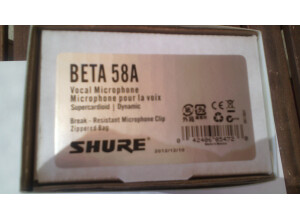 BETA 58A
Vocal Microphone
Microphone pour la voix
Supercardioid | Dynamic
Break - Resistant Microphone Clip
Zippered Bag
SHURE